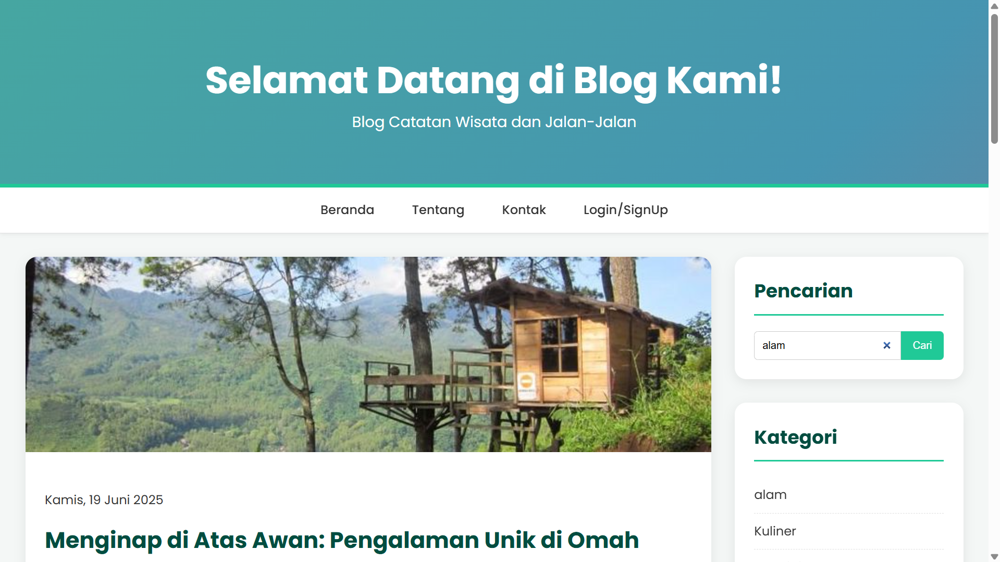 Selamat Datang di Blog Kami!
Blog Catatan Wisata dan Jalan-Jalan
Beranda
Tentang
Kontak
Login/SignUp
Kamis, 19 Juni 2025
Menginap di Atas Awan: Pengalaman Unik di Omah
Pencarian
alam
Cari
Kategori
alam
Kuliner